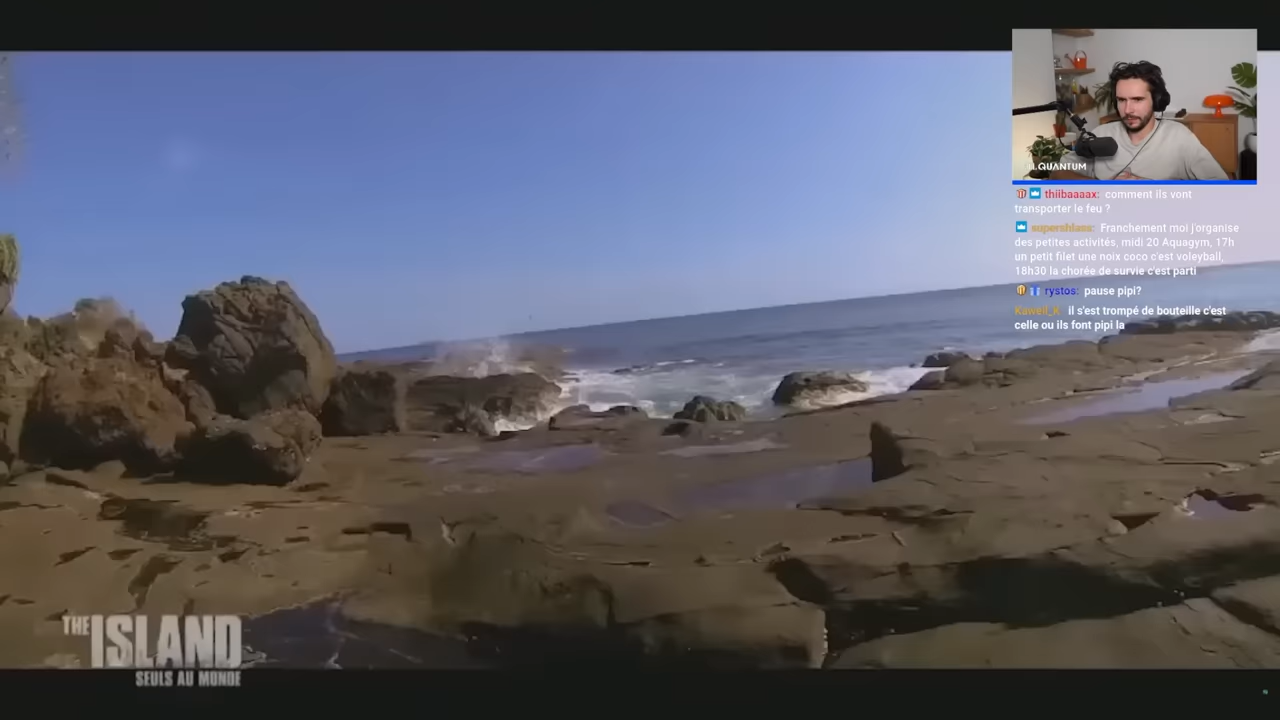 U.QUANTUM
thiibaaaax: comment ils vont
transporter le feu ?
supershlass: Franchement moi j'organise
des petites activités, midi 20 Aquagym, 17h
un petit filet une noix coco c'est voleyball,
18h30 la chorée de survie c'est parti
rystos: pause pipi?
Kawell_K il s'est trompé de bouteille c'est
celle ou ils font pipi la
THE ISLAND
SEULS AU MONDE